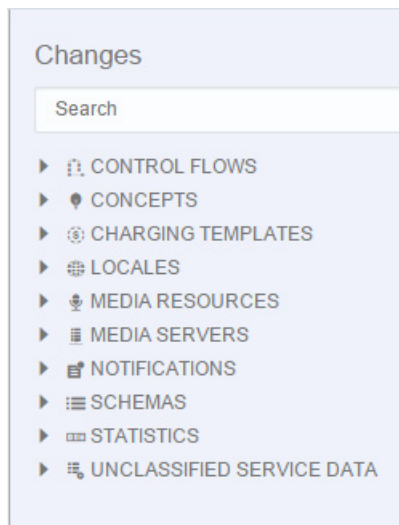 Changes
Search
CONTROL FLOWS
CONCEPTS
CHARGING TEMPLATES
LOCALES
MEDIA RESOURCES
MEDIA SERVERS
NOTIFICATIONS
SCHEMAS
STATISTICS
UNCLASSIFIED SERVICE DATA